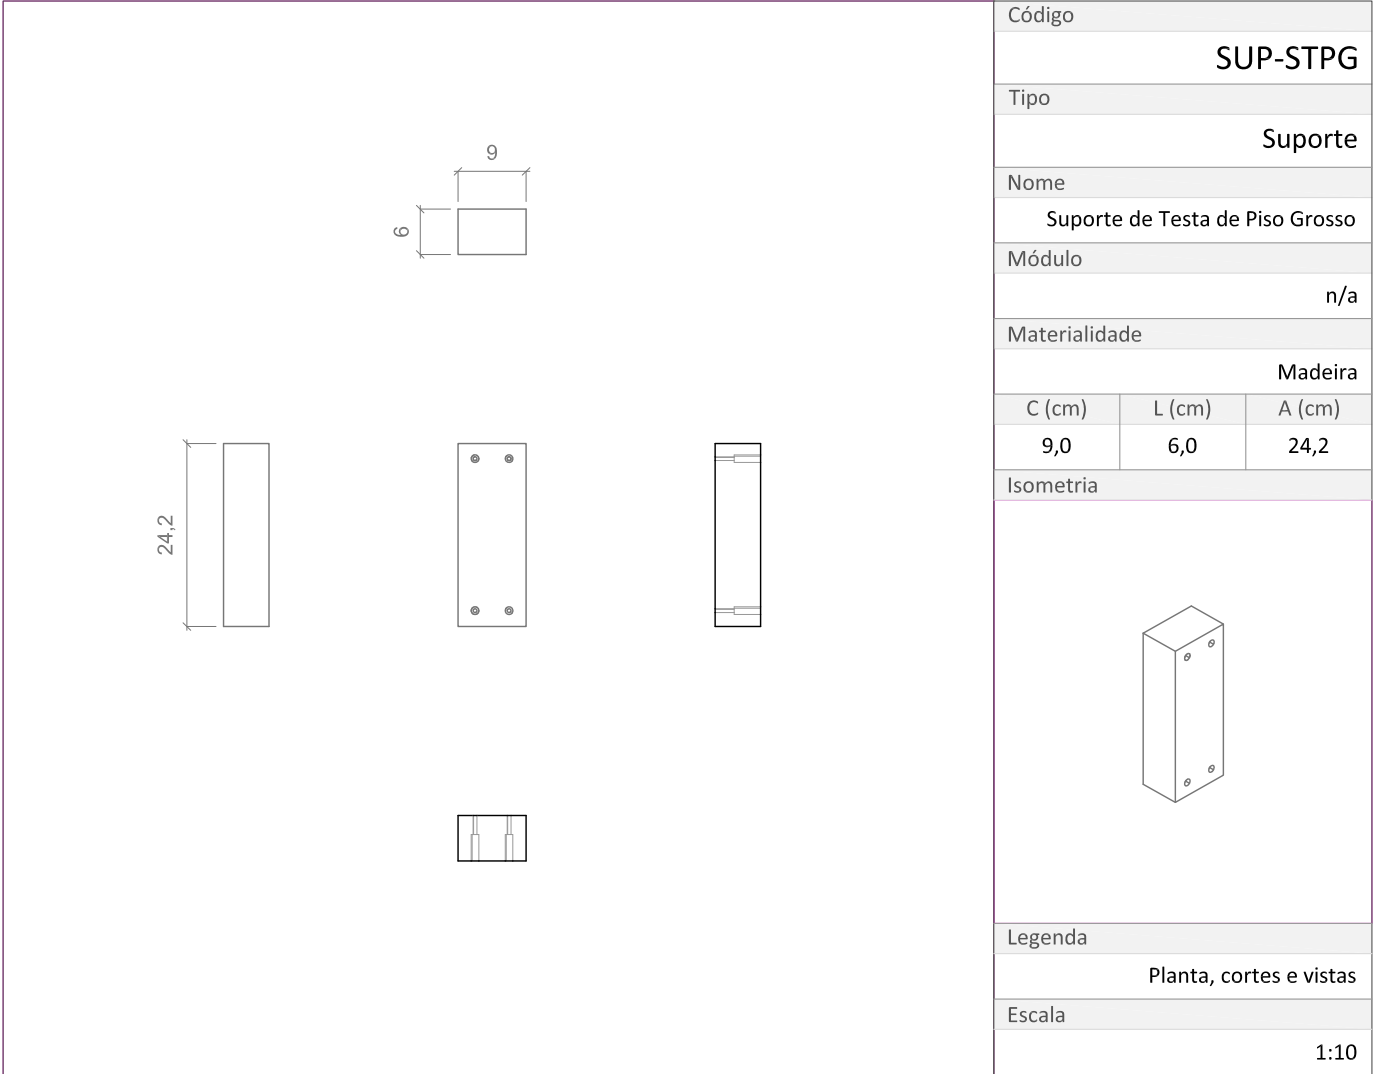 9
6
24,2
Código
SUP-STPG
Tipo
Suporte
Nome
Suporte de Testa de Piso Grosso
Módulo
n/a
Materialidade
Madeira
C (cm) L (cm) A (cm)
9,0 6,0 24,2
Isometria
Legenda
Planta, cortes e vistas
Escala
1:10